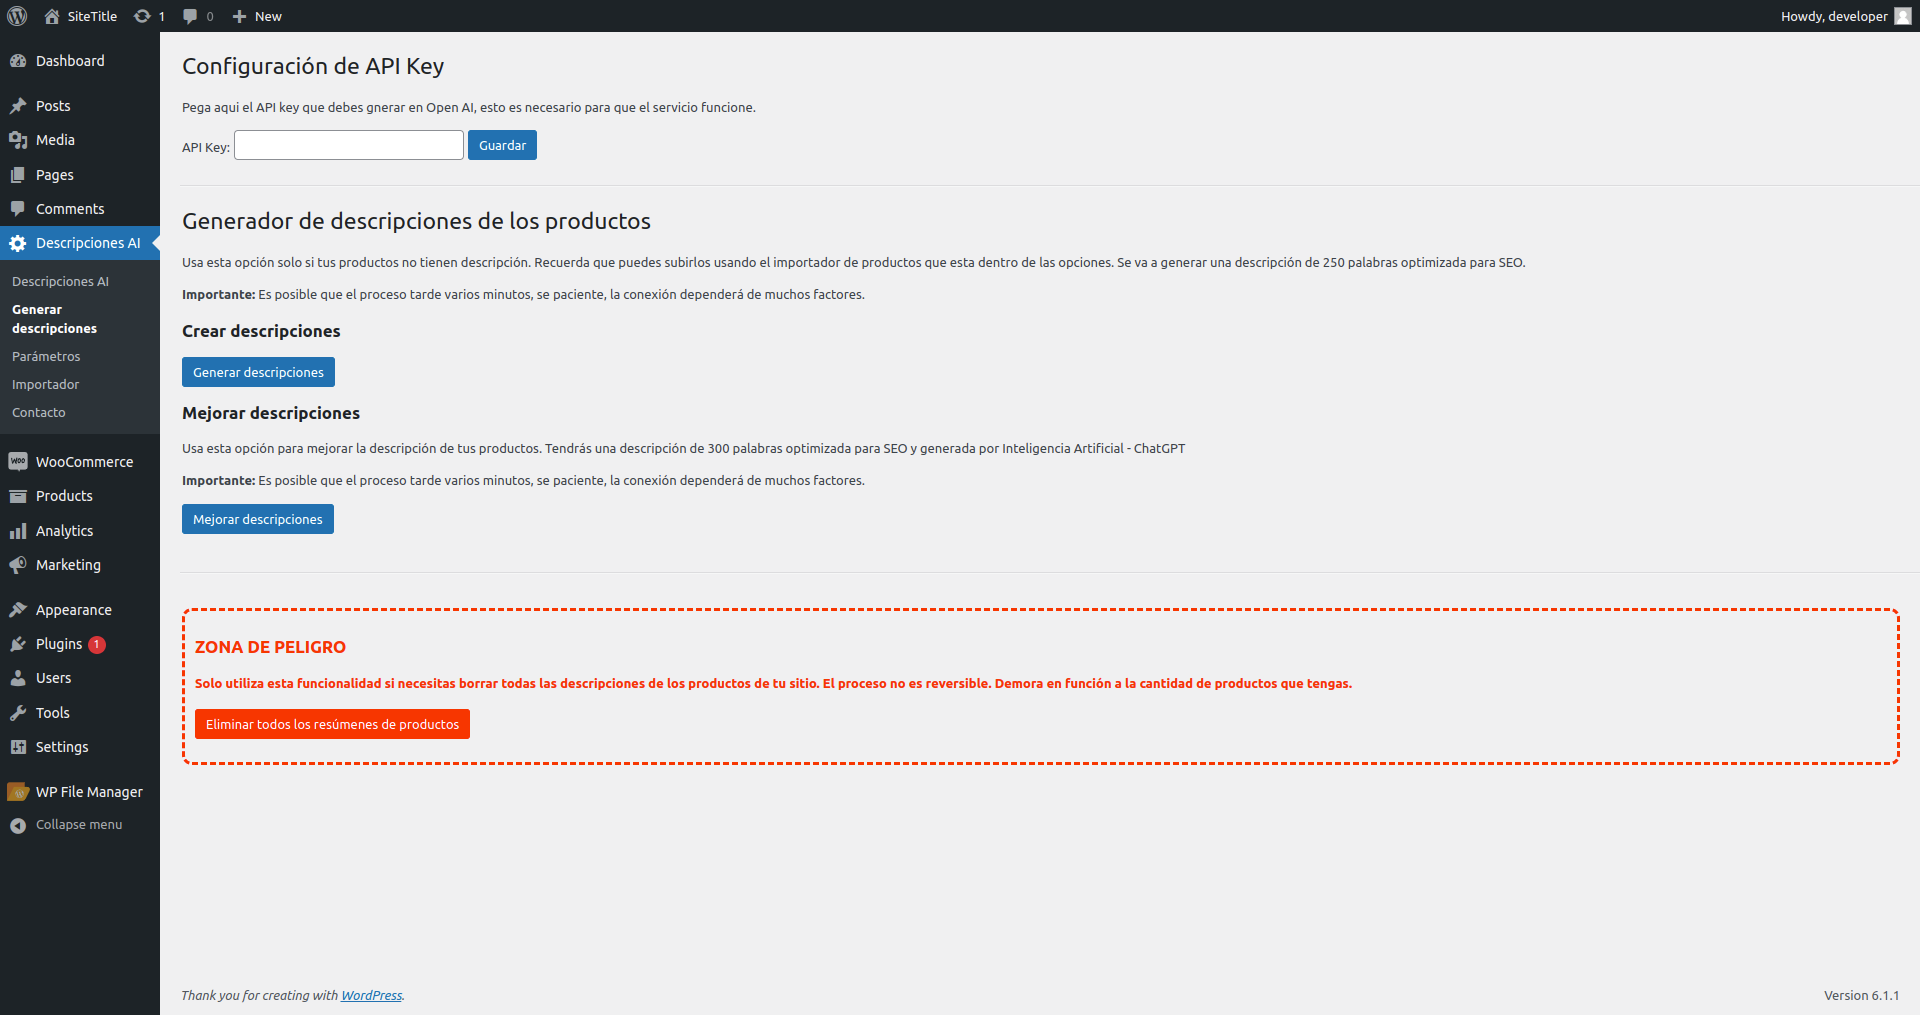 SiteTitle
1
0
New
Howdy, developer
Dashboard
Posts
Media
Pages
Comments
Descripciones AI
Descripciones AI
Generar
descripciones
Parámetros
Importador
Contacto
WooCommerce
Products
Analytics
Marketing
Appearance
Plugins 1
Users
Tools
Settings
WP File Manager
Collapse menu
Configuración de API Key
Pega aqui el API key que debes gnerar en Open AI, esto es necesario para que el servicio funcione.
API Key:
Guardar
Generador de descripciones de los productos
Usa esta opción solo si tus productos no tienen descripción. Recuerda que puedes subirlos usando el importador de productos que esta dentro de las opciones. Se va a generar una descripción de 250 palabras optimizada para SEO.
Importante: Es posible que el proceso tarde varios minutos, se paciente, la conexión dependerá de muchos factores.
Crear descripciones
Generar descripciones
Mejorar descripciones
Usa esta opción para mejorar la descripción de tus productos. Tendrás una descripción de 300 palabras optimizada para SEO y generada por Inteligencia Artificial - ChatGPT
Importante: Es posible que el proceso tarde varios minutos, se paciente, la conexión dependerá de muchos factores.
Mejorar descripciones
ZONA DE PELIGRO
Solo utiliza esta funcionalidad si necesitas borrar todas las descripciones de los productos de tu sitio. El proceso no es reversible. Demora en función a la cantidad de productos que tengas.
Eliminar todos los resúmenes de productos
Thank you for creating with WordPress.
Version 6.1.1